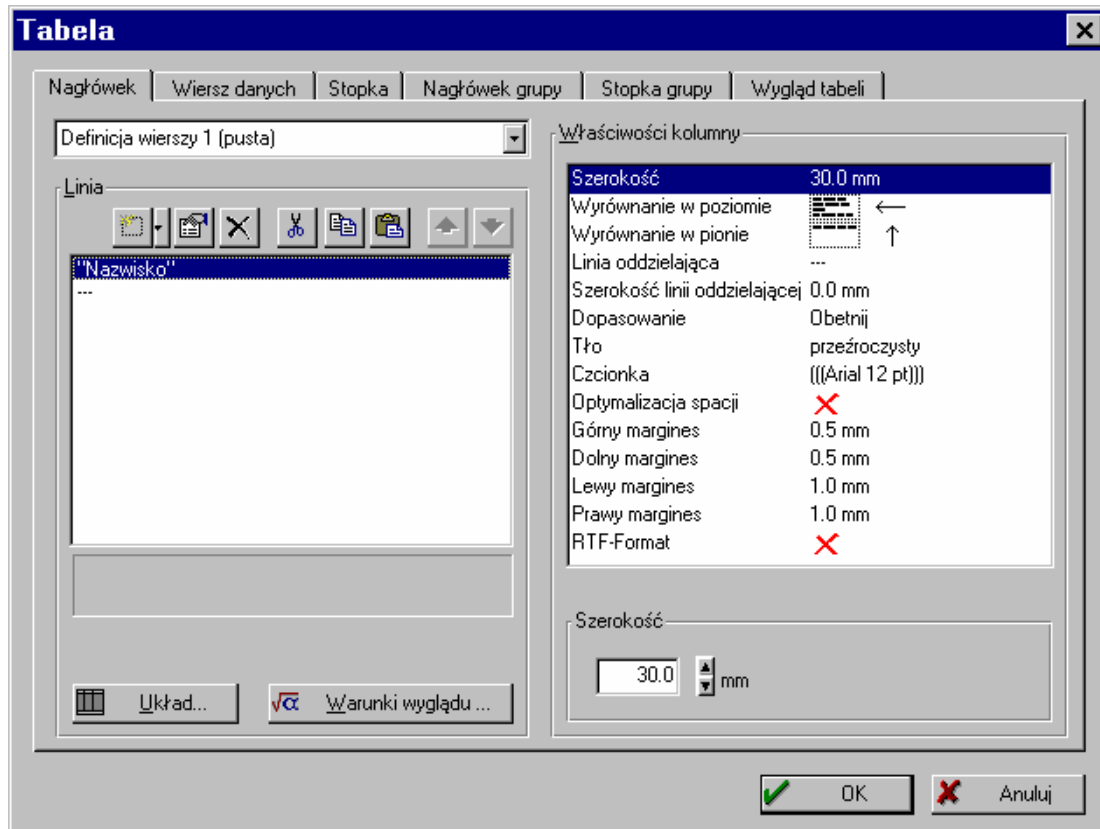 Tabela
Nagłówek Wiersz danych Stopka Nagłówek grupy Stopka grupy Wygląd tabeli
Definicja wierszy 1 (pusta)
Linia
"Nazwisko"
---
Układ...
Warunki wyglądu ...
Właściwości kolumny
Szerokość 30.0 mm
Wyrównanie w poziomie
Wyrównanie w pionie
Linia oddzielająca ---
Szerokość linii oddzielającej 0.0 mm
Dopasowanie Obetnij
Tło przeźroczysty
Czcionka (((Arial 12 pt)))
Optymalizacja spacji
Górny margines 0.5 mm
Dolny margines 0.5 mm
Lewy margines 1.0 mm
Prawy margines 1.0 mm
RTF-Format
Szerokość
30.0 mm
OK Anuluj